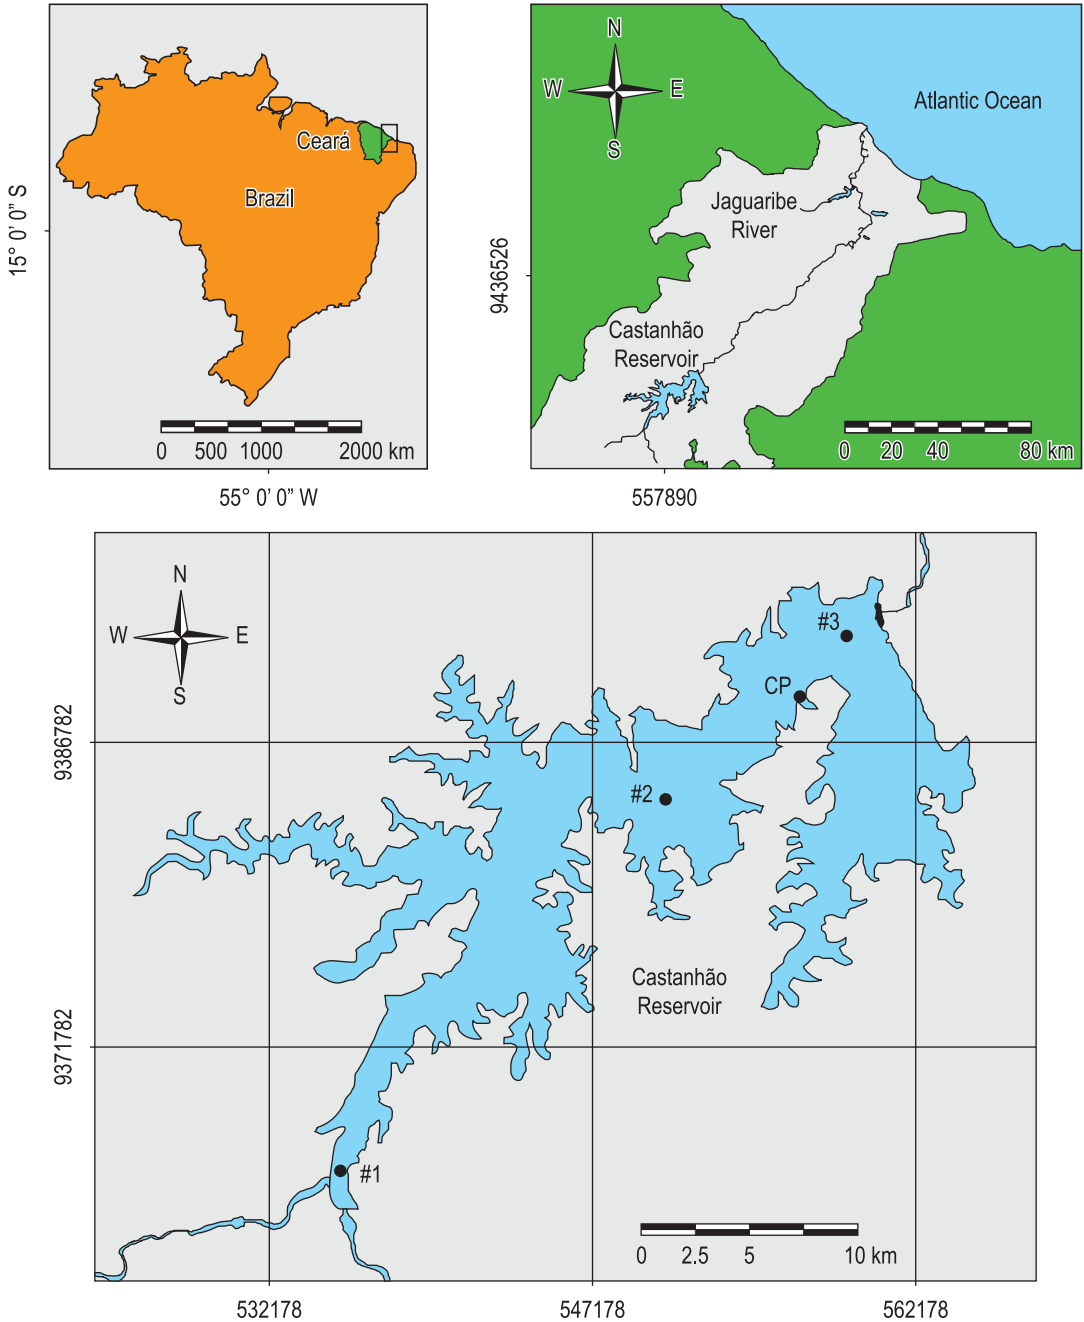 Ceará
Brazil
15° 0' 0" S
0 500 1000 2000 km
55° 0' 0" W
N
W E
S
Atlantic Ocean
Jaguaribe
River
9436526
Castanhão
Reservoir
0 20 40 80 km
557890
N
W E
S
#3
CP
9386782
#2
Castanhão
Reservoir
9371782
#1
0 2.5 5 10 km
532178 547178 562178